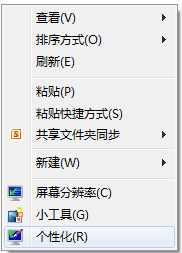 查看(V)
排序方式(O)
刷新(E)
粘贴(P)
粘贴快捷方式(S)
共享文件夹同步
新建(W)
屏幕分辨率(C)
小工具(G)
个性化(R)